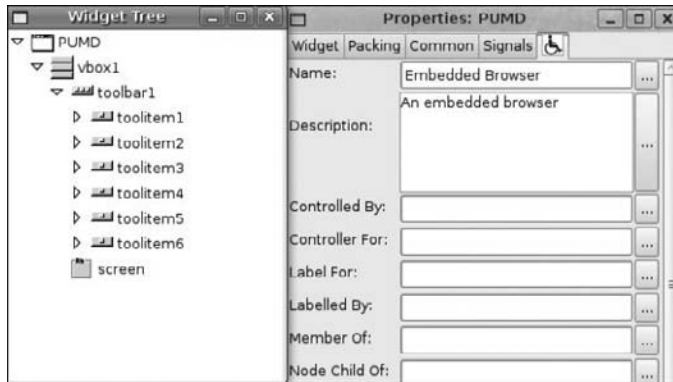 Widget Tree
PUMD
vbox1
toolbar1
toolitem1
toolitem2
toolitem3
toolitem4
toolitem5
toolitem6
screen
Properties: PUMD
Widget Packing Common Signals
Name: Embedded Browser ...
Description: An embedded browser ...
Controlled By: ...
Controller For: ...
Label For: ...
Labelled By: ...
Member Of: ...
Node Child Of: ...